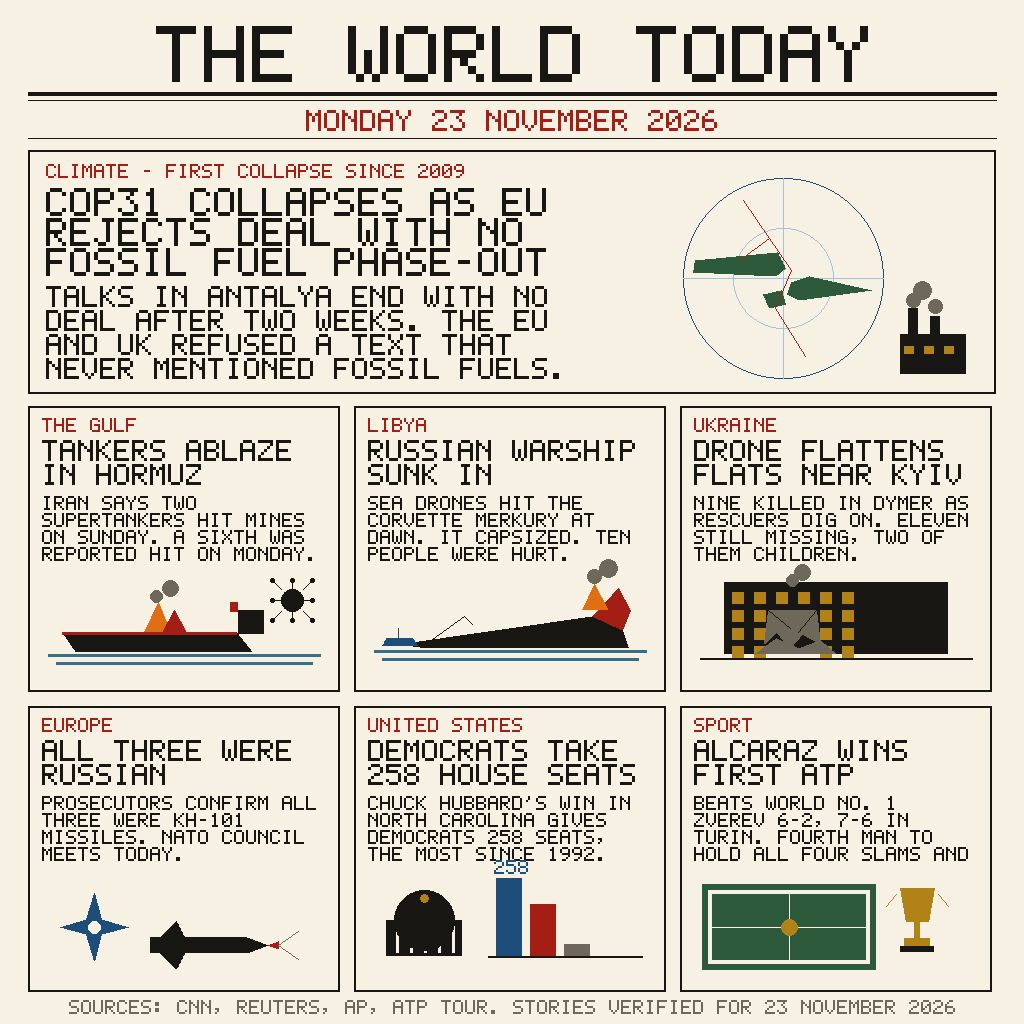 THE WORLD TODAY
MONDAY 23 NOVEMBER 2026
CLIMATE - FIRST COLLAPSE SINCE 2009
COP31 COLLAPSES AS EU
REJECTS DEAL WITH NO
FOSSIL FUEL PHASE-OUT
TALKS IN ANTALYA END WITH NO
DEAL AFTER TWO WEEKS. THE EU
AND UK REFUSED A TEXT THAT
NEVER MENTIONED FOSSIL FUELS.
THE GULF
TANKERS ABLAZE
IN HORMUZ
IRAN SAYS TWO
SUPERTANKERS HIT MINES
ON SUNDAY. A SIXTH WAS
REPORTED HIT ON MONDAY.
LIBYA
RUSSIAN WARSHIP
SUNK IN
SEA DRONES HIT THE
CORVETTE MERKURY AT
DAWN. IT CAPSIZED. TEN
PEOPLE WERE HURT.
UKRAINE
DRONE FLATTENS
FLATS NEAR KYIV
NINE KILLED IN DYMER AS
RESCUERS DIG ON. ELEVEN
STILL MISSING, TWO OF
THEM CHILDREN.
EUROPE
ALL THREE WERE
RUSSIAN
PROSECUTORS CONFIRM ALL
THREE WERE KH-101
MISSILES. NATO COUNCIL
MEETS TODAY.
UNITED STATES
DEMOCRATS TAKE
258 HOUSE SEATS
CHUCK HUBBARD'S WIN IN
NORTH CAROLINA GIVES
DEMOCRATS 258 SEATS,
THE MOST SINCE 1992.
258
SPORT
ALCARAZ WINS
FIRST ATP
BEATS WORLD NO. 1
ZVEREV 6-2, 7-6 IN
TURIN. FOURTH MAN TO
HOLD ALL FOUR SLAMS AND
SOURCES: CNN, REUTERS, AP, ATP TOUR. STORIES VERIFIED FOR 23 NOVEMBER 2026